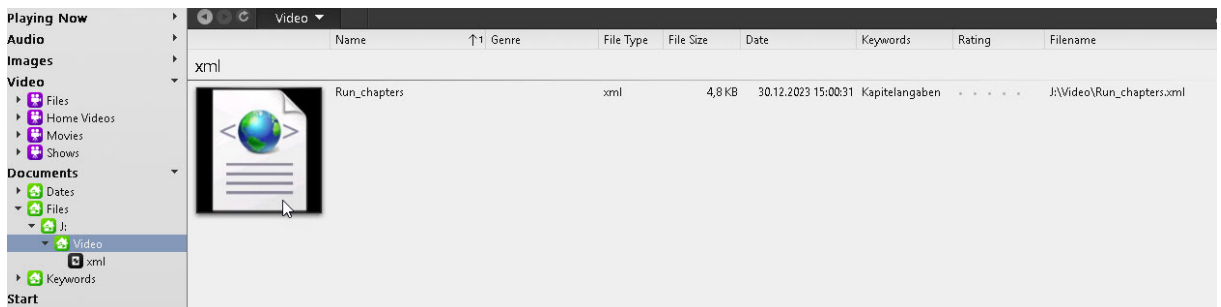 Playing Now
Audio
Images
Video
Files
Home Videos
Movies
Shows
Documents
Dates
Files
J:
Video
xml
Keywords
Start
Video
Name ↑1 Genre File Type File Size Date Keywords Rating Filename
xml
Run_chapters xml 4,8 KB 30.12.2023 15:00:31 Kapitelangaben J:\Video\Run_chapters.xml